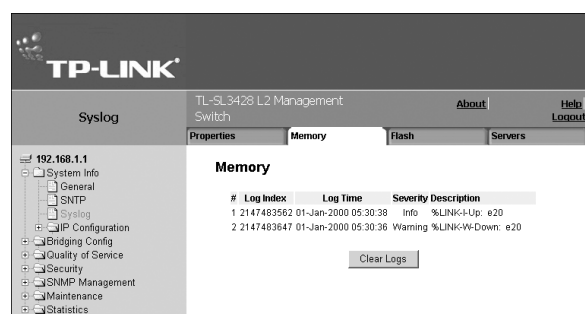 TP-LINK
Syslog
TL-SL3428 L2 Management Switch
About
Help
Logout
Properties
Memory
Flash
Servers
192.168.1.1
System Info
General
SNTP
Syslog
IP Configuration
Bridging Config
Quality of Service
Security
SNMP Management
Maintenance
Statistics
Memory
# Log Index Log Time Severity Description
1 2147483562 01-Jan-2000 05:30:38 Info %LINK-I-Up: e20
2 2147483647 01-Jan-2000 05:30:36 Warning %LINK-W-Down: e20
Clear Logs